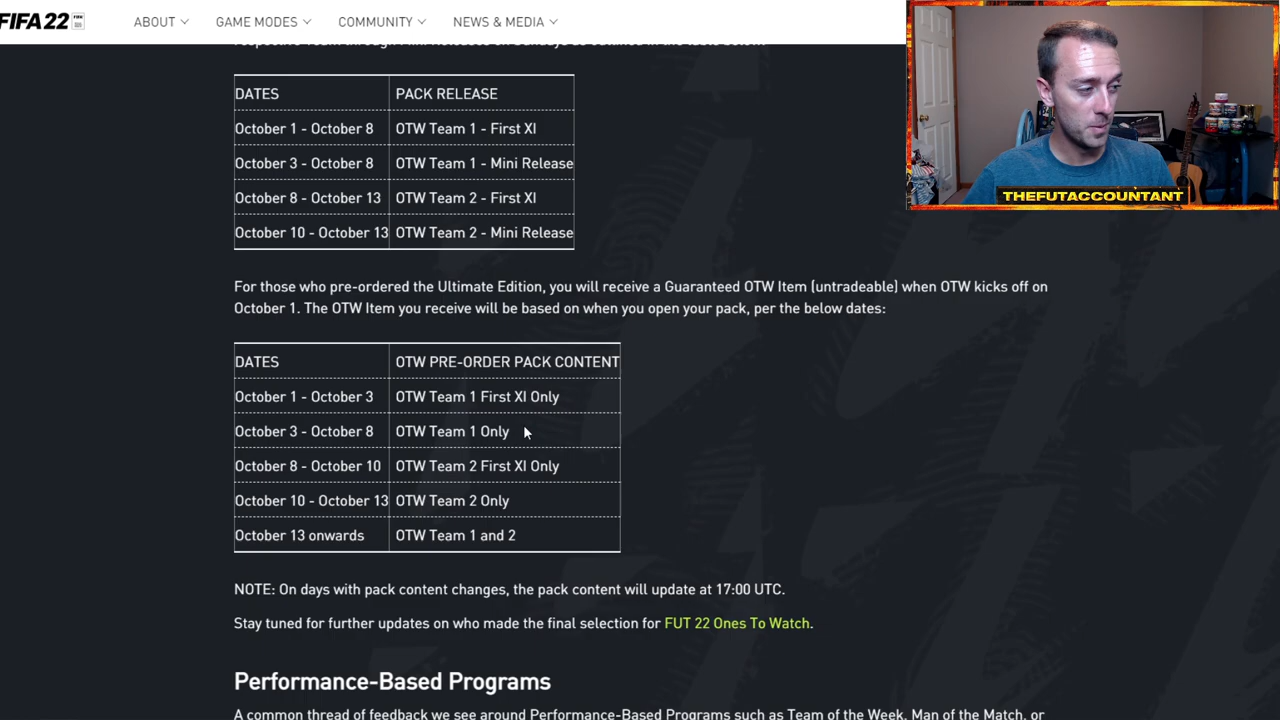 FIFA 22
ABOUT
GAME MODES
COMMUNITY
NEWS & MEDIA
DATES PACK RELEASE
October 1 - October 8 OTW Team 1 - First XI
October 3 - October 8 OTW Team 1 - Mini Release
October 8 - October 13 OTW Team 2 - First XI
October 10 - October 13 OTW Team 2 - Mini Release
For those who pre-ordered the Ultimate Edition, you will receive a Guaranteed OTW Item (untradeable) when OTW kicks off on
October 1. The OTW Item you receive will be based on when you open your pack, per the below dates:
DATES OTW PRE-ORDER PACK CONTENT
October 1 - October 3 OTW Team 1 First XI Only
October 3 - October 8 OTW Team 1 Only
October 8 - October 10 OTW Team 2 First XI Only
October 10 - October 13 OTW Team 2 Only
October 13 onwards OTW Team 1 and 2
NOTE: On days with pack content changes, the pack content will update at 17:00 UTC.
Stay tuned for further updates on who made the final selection for FUT 22 Ones To Watch.
Performance-Based Programs
A common thread of feedback we see around Performance-Based Programs such as Team of the Week, Man of the Match, or
THEFUTACCOUNTANT